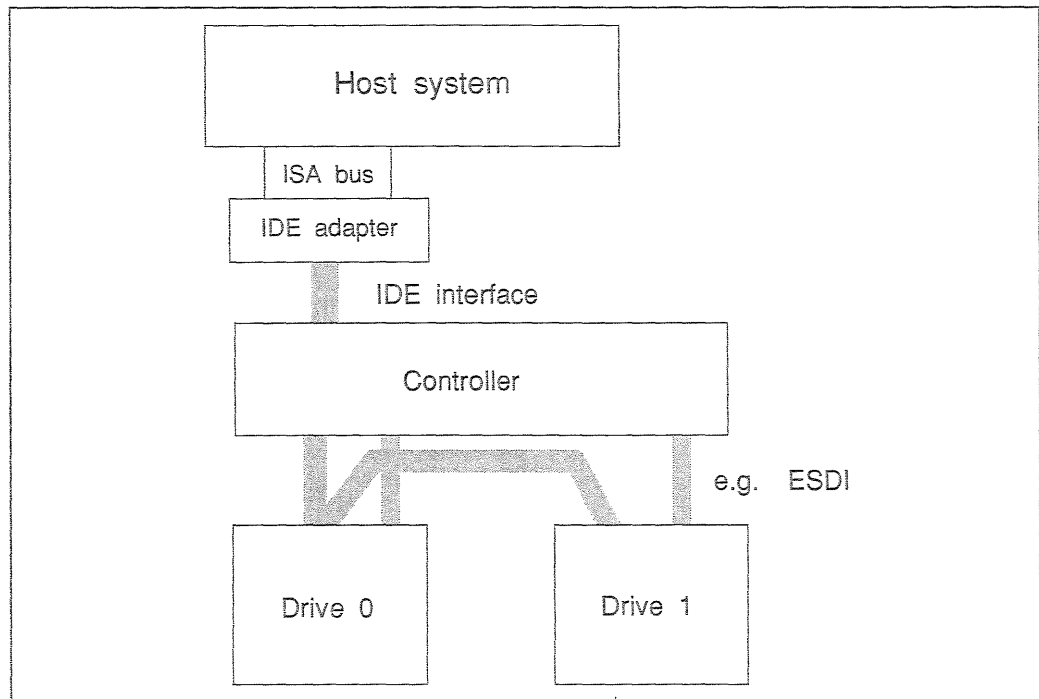 Host system
ISA bus
IDE adapter
IDE interface
Controller
e.g. ESDI
Drive 0
Drive 1